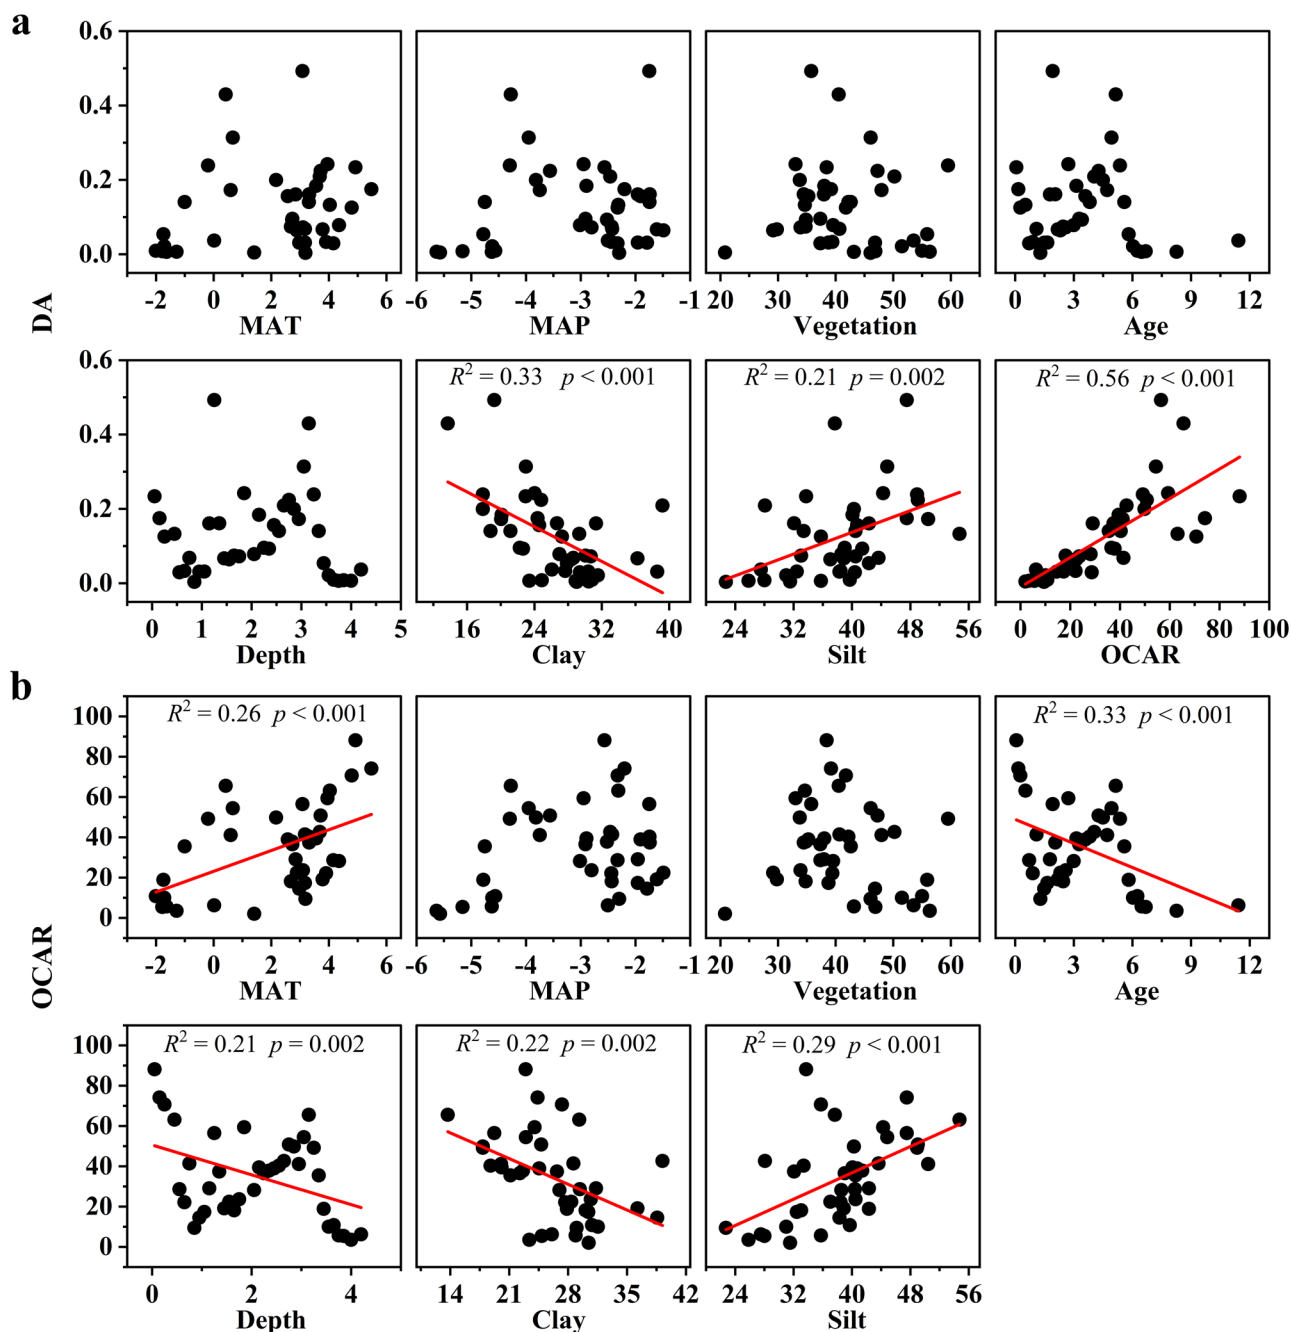 a
DA
0.6
0.4
0.2
0.0
-2 0 2 4 6
MAT
-6 -5 -4 -3 -2 -1
MAP
20 30 40 50 60
Vegetation
0 3 6 9 12
Age
0.6
0.4
0.2
0.0
0 1 2 3 4 5
Depth
R² = 0.33 p < 0.001
16 24 32 40
Clay
R² = 0.21 p = 0.002
24 32 40 48 56
Silt
R² = 0.56 p < 0.001
0 20 40 60 80 100
OCAR
b
OCAR
100
80
60
40
20
0
R² = 0.26 p < 0.001
-2 0 2 4 6
MAT
-6 -5 -4 -3 -2 -1
MAP
20 30 40 50 60
Vegetation
R² = 0.33 p < 0.001
0 3 6 9 12
Age
100
80
60
40
20
0
R² = 0.21 p = 0.002
0 2 4
Depth
R² = 0.22 p = 0.002
14 21 28 35 42
Clay
R² = 0.29 p < 0.001
24 32 40 48 56
Silt